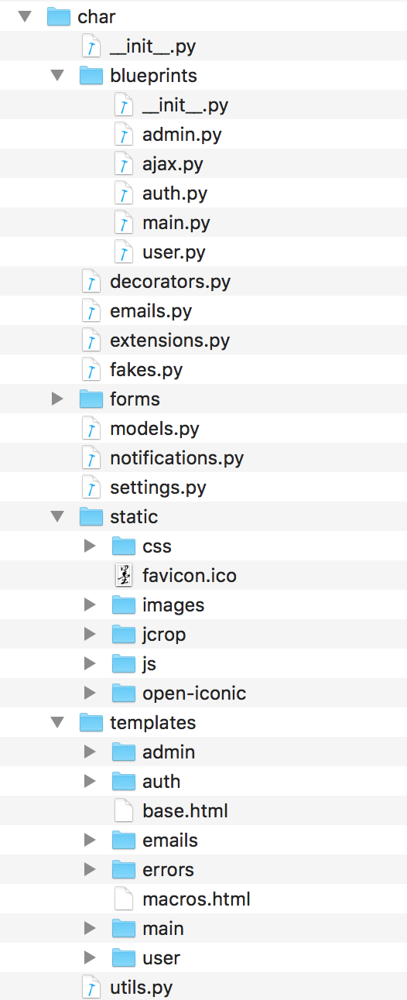 char
__init__.py
blueprints
__init__.py
admin.py
ajax.py
auth.py
main.py
user.py
decorators.py
emails.py
extensions.py
fakes.py
forms
models.py
notifications.py
settings.py
static
css
墨
favicon.ico
images
jcrop
js
open-iconic
templates
admin
auth
base.html
emails
errors
macros.html
main
user
utils.py